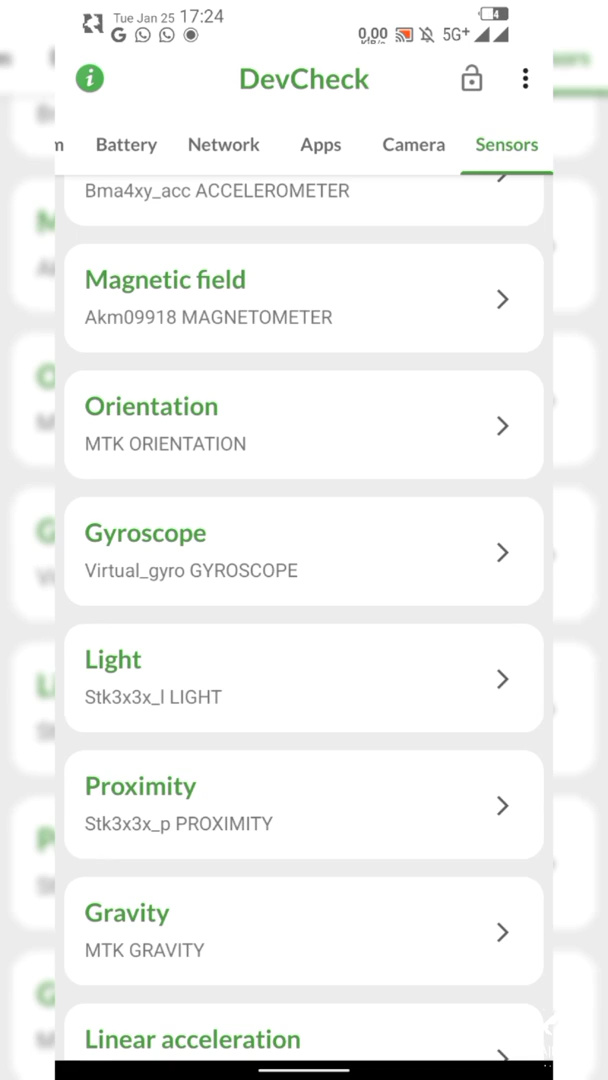 Tue Jan 25 17:24
4
G
0,00
5G+
DevCheck
m Battery Network Apps Camera Sensors
Bma4xy_acc ACCELEROMETER
Magnetic field
Akm09918 MAGNETOMETER
Orientation
MTK ORIENTATION
Gyroscope
Virtual_gyro GYROSCOPE
Light
Stk3x3x_l LIGHT
Proximity
Stk3x3x_p PROXIMITY
Gravity
MTK GRAVITY
Linear acceleration